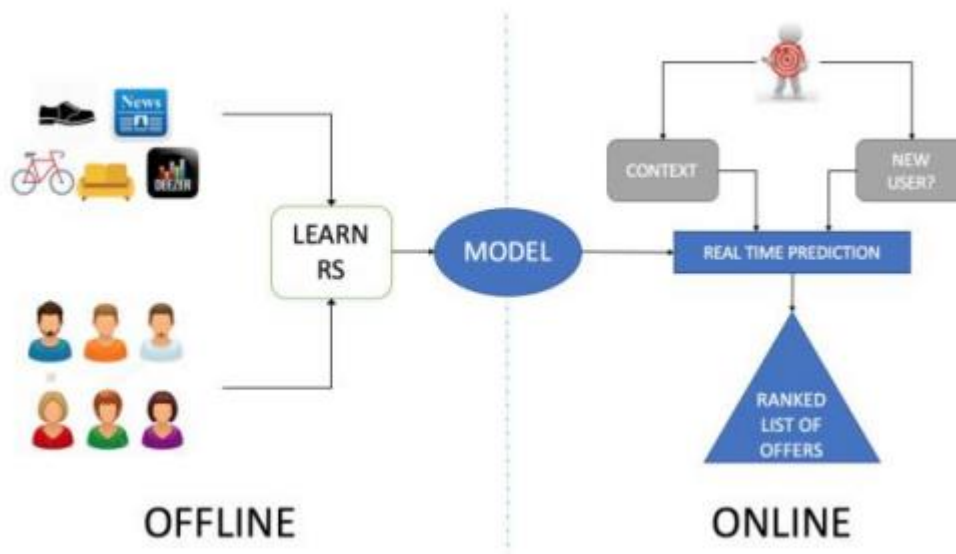 News
DEEZER
LEARN
RS
MODEL
CONTEXT
NEW
USER?
REAL TIME PREDICTION
RANKED
LIST OF
OFFERS
OFFLINE
ONLINE